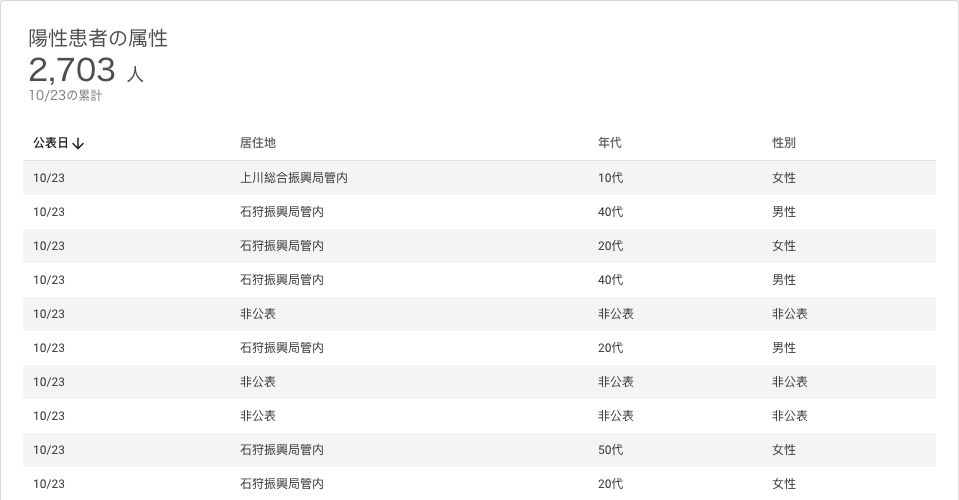 陽性患者の属性
2,703 人
10/23の累計
公表日↓ 居住地 年代 性別
10/23 上川総合振興局管内 10代 女性
10/23 石狩振興局管内 40代 男性
10/23 石狩振興局管内 20代 女性
10/23 石狩振興局管内 40代 男性
10/23 非公表 非公表 非公表
10/23 石狩振興局管内 20代 男性
10/23 非公表 非公表 非公表
10/23 非公表 非公表 非公表
10/23 石狩振興局管内 50代 女性
10/23 石狩振興局管内 20代 女性